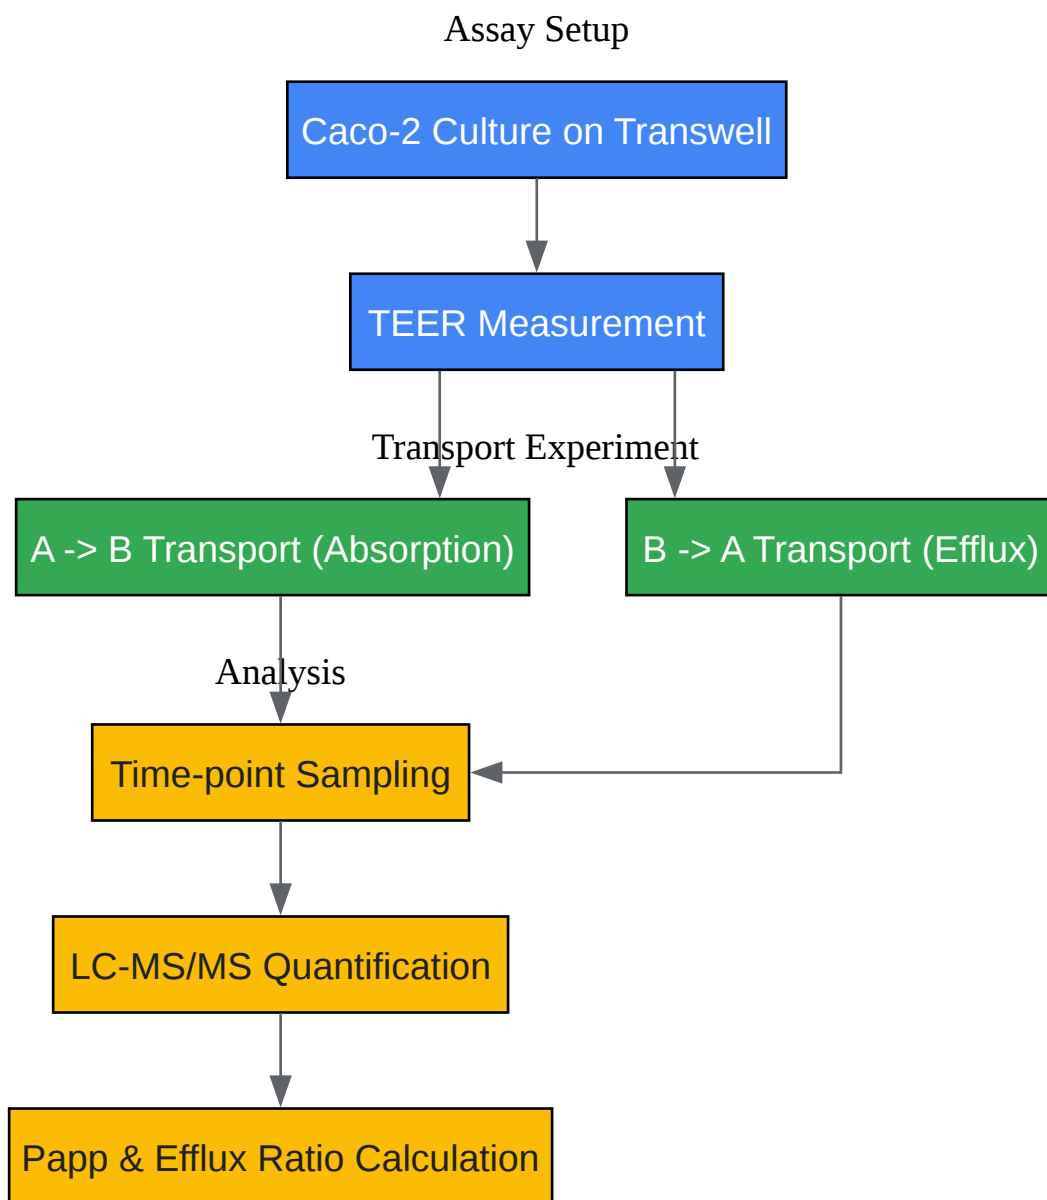 Assay Setup
Caco-2 Culture on Transwell
TEER Measurement
Transport Experiment
A -> B Transport (Absorption)
B -> A Transport (Efflux)
Analysis
Time-point Sampling
LC-MS/MS Quantification
Papp & Efflux Ratio Calculation